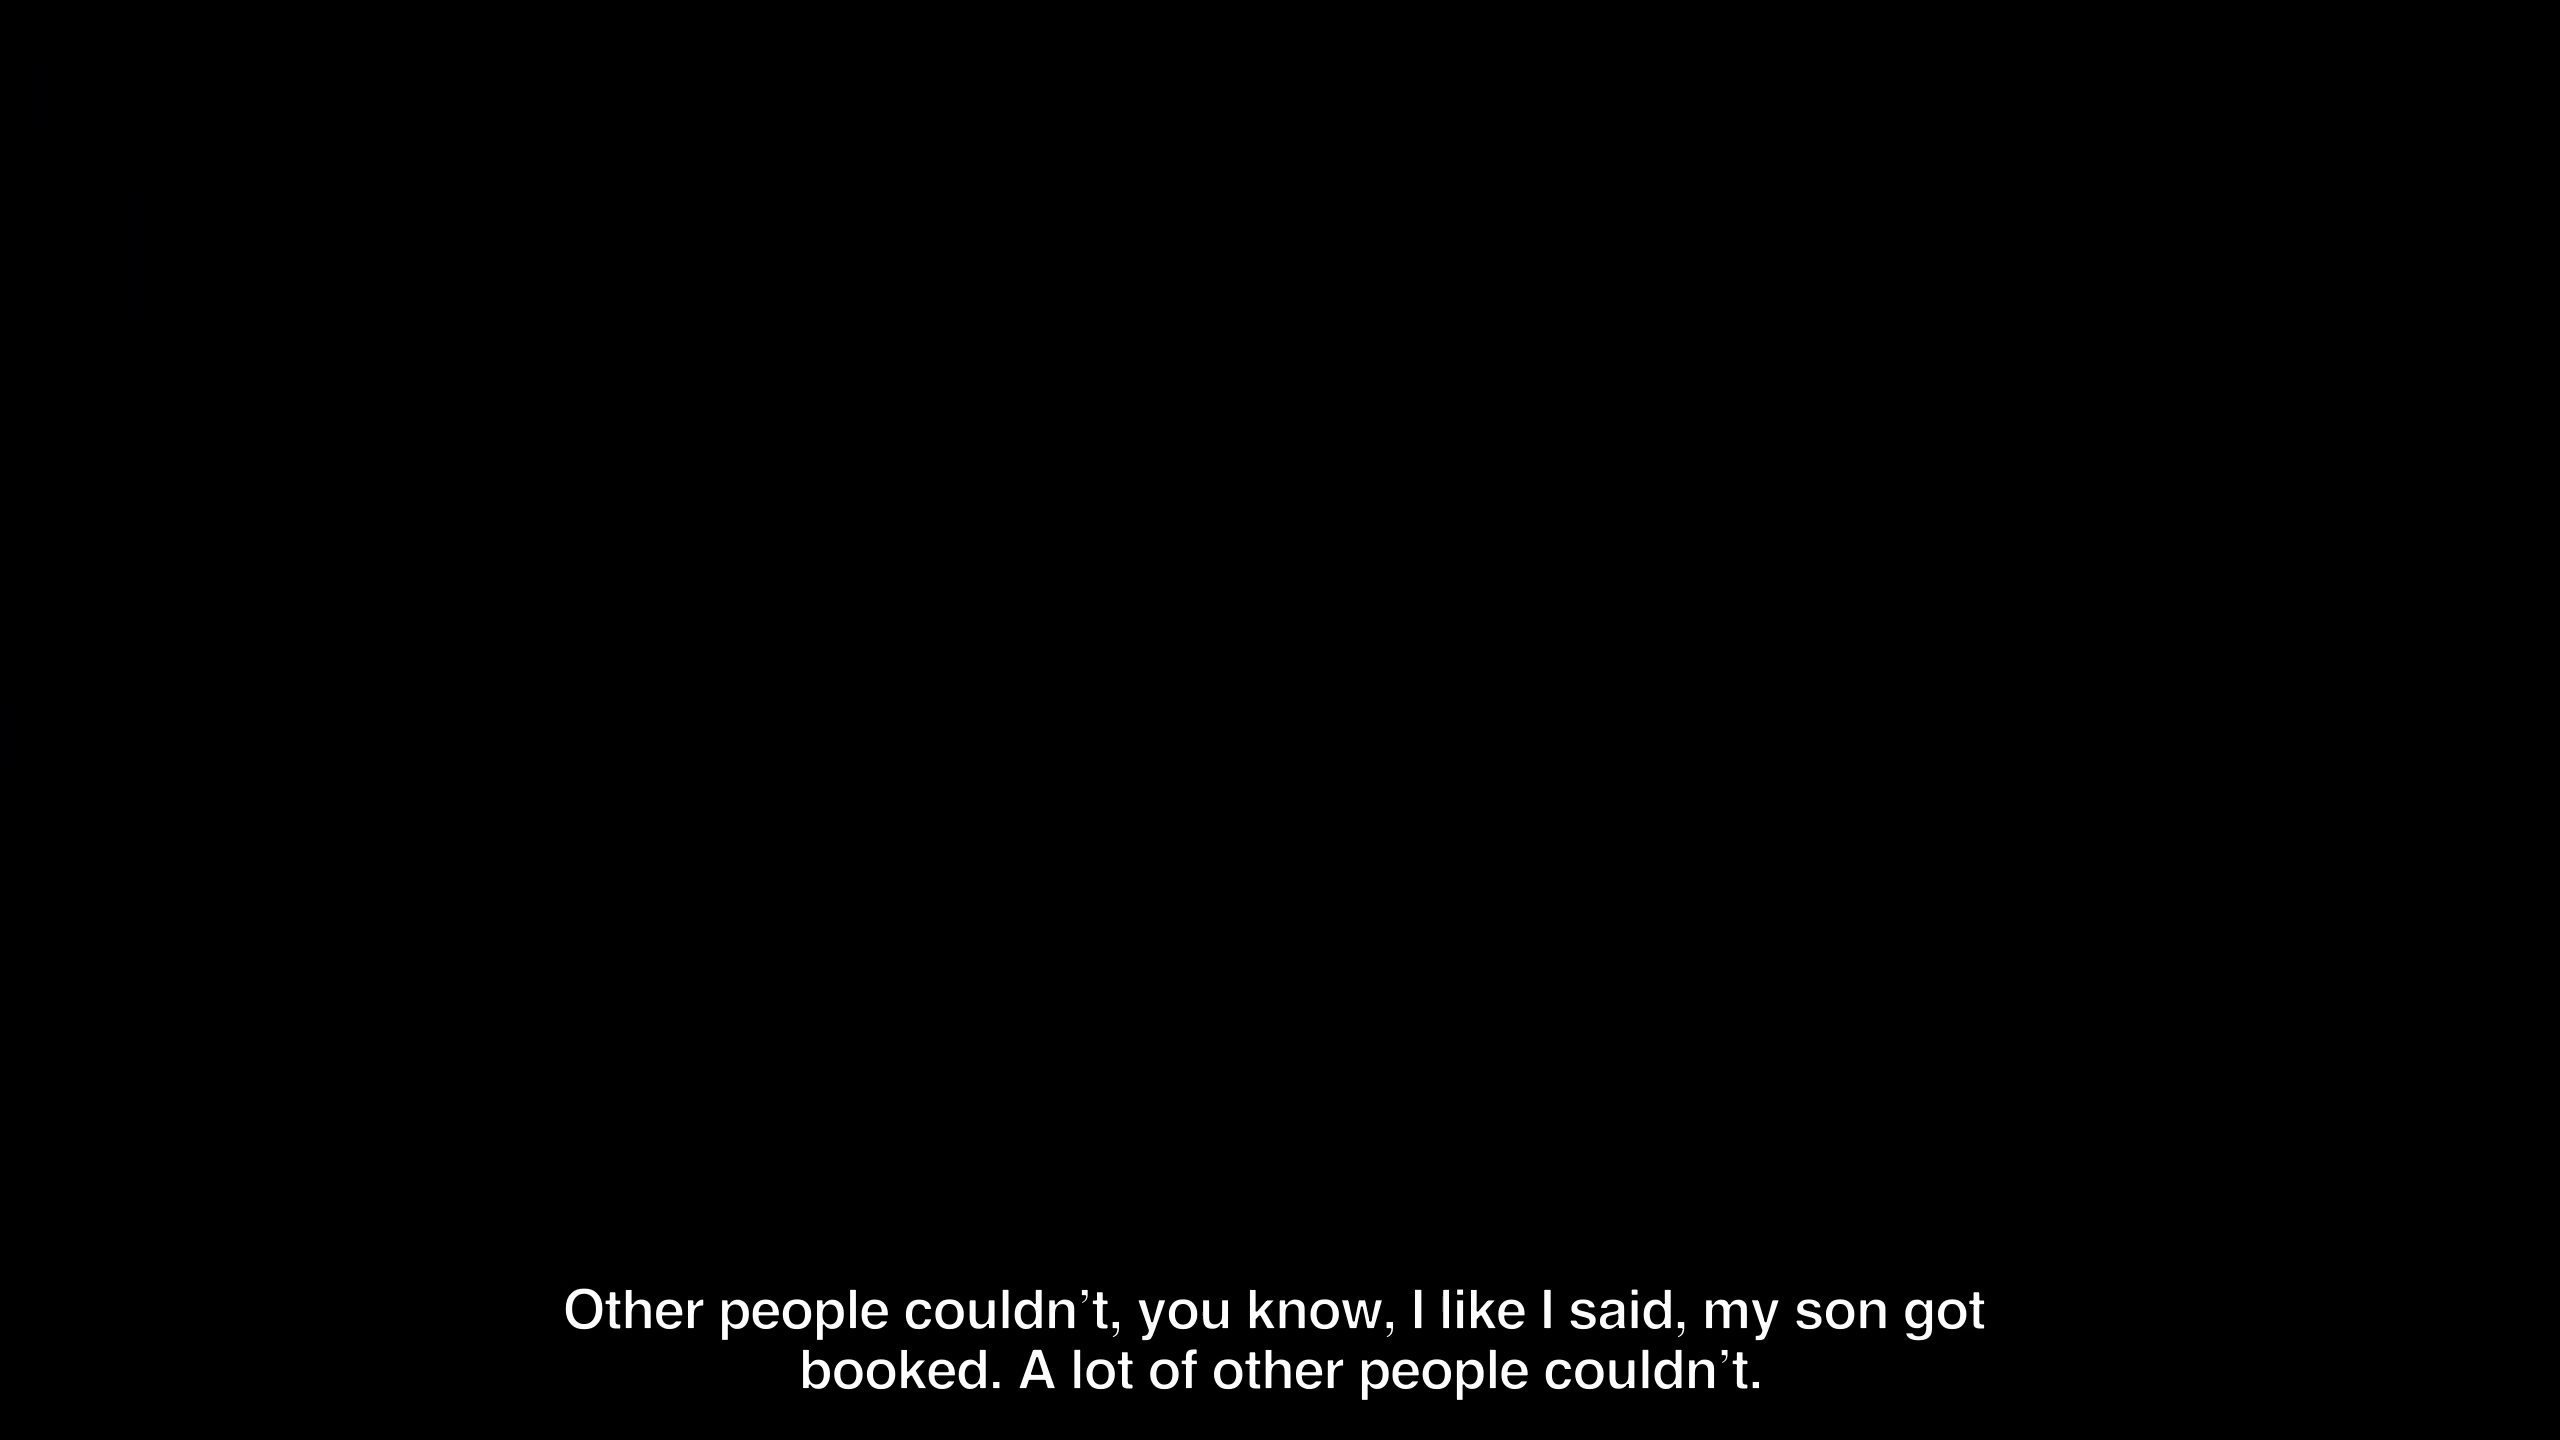 Other people couldn’t, you know, I like I said, my son got
booked. A lot of other people couldn’t.